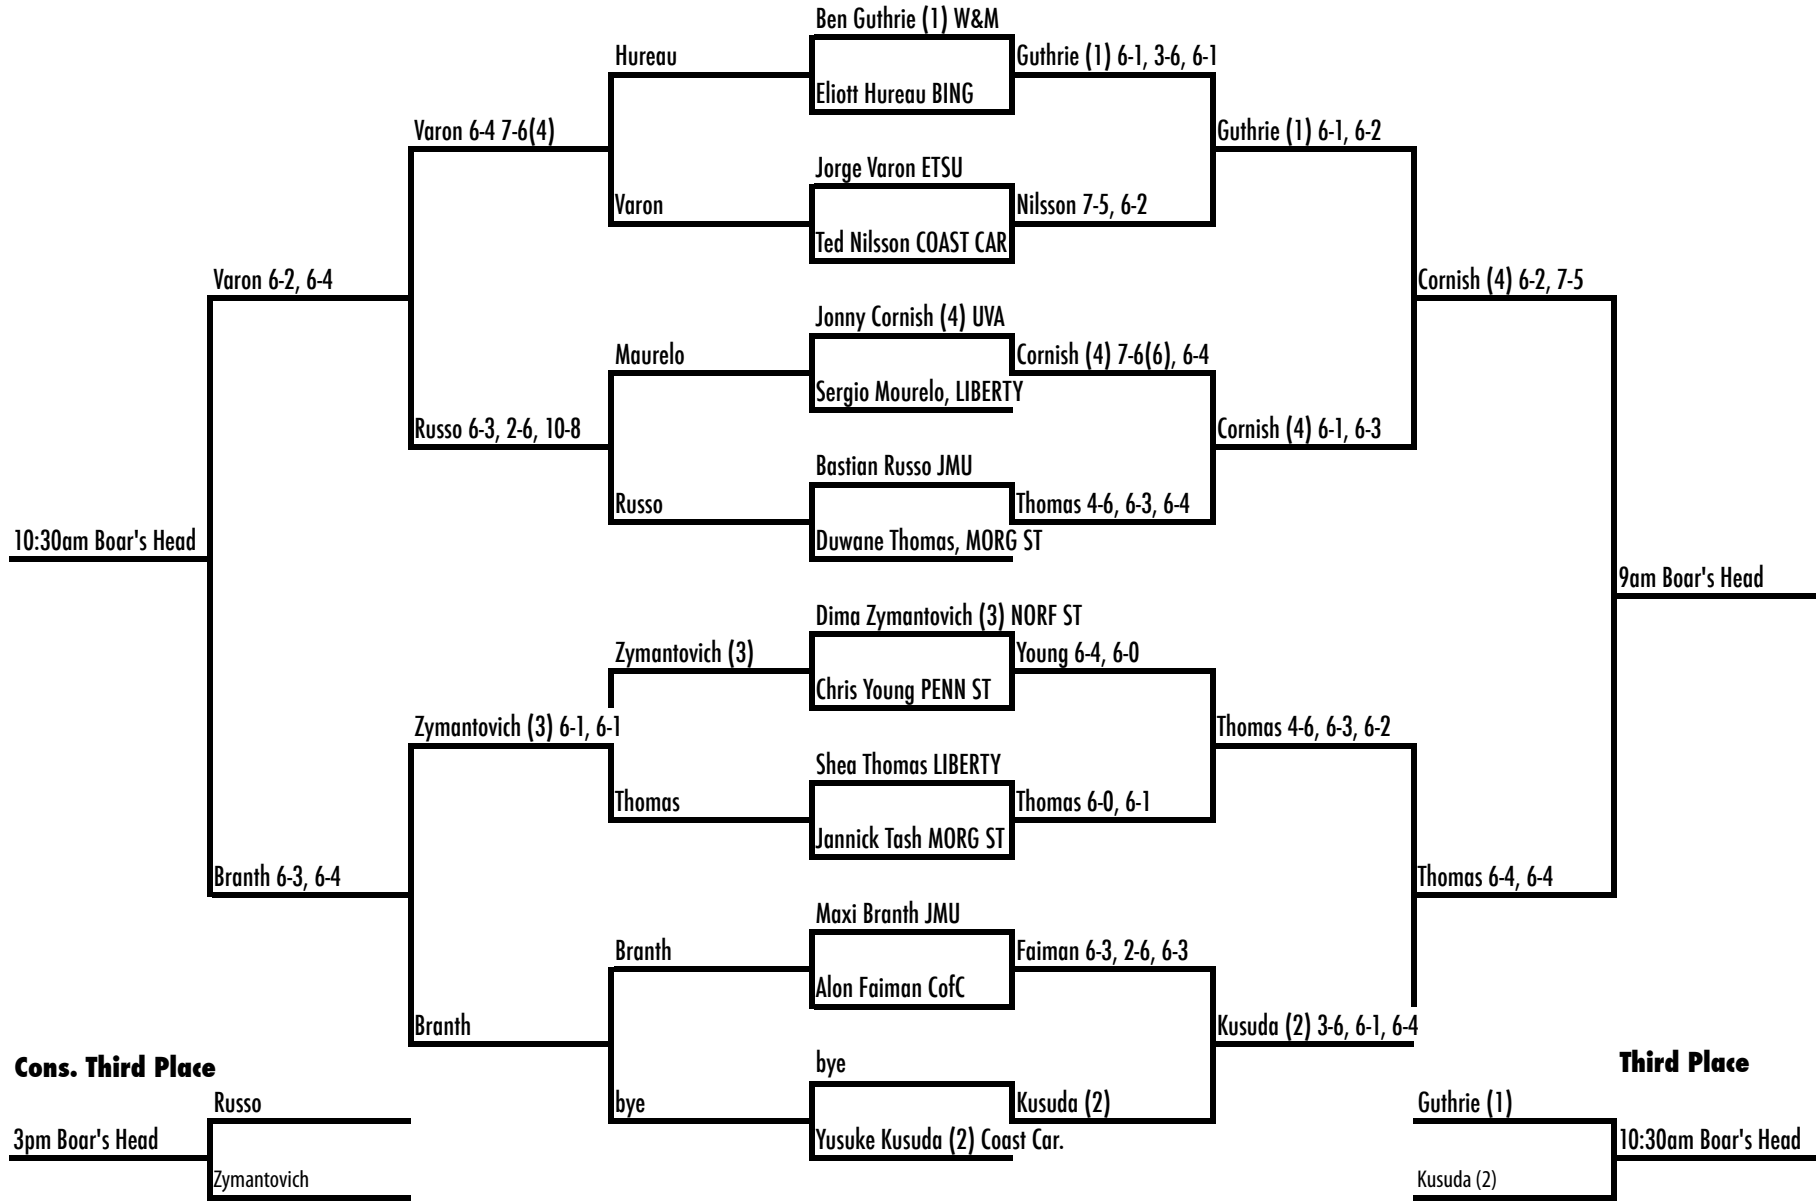 Ben Guthrie (1) W&M
Hureau
Guthrie (1) 6-1, 3-6, 6-1
Eliott Hureau BING
Varon 6-4 7-6(4)
Guthrie (1) 6-1, 6-2
Jorge Varon ETSU
Varon
Nilsson 7-5, 6-2
Ted Nilsson COAST CAR
Varon 6-2, 6-4
Cornish (4) 6-2, 7-5
Jonny Cornish (4) UVA
Maurelo
Cornish (4) 7-6(6), 6-4
Sergio Mourelo, LIBERTY
Russo 6-3, 2-6, 10-8
Cornish (4) 6-1, 6-3
Bastian Russo JMU
Russo
Thomas 4-6, 6-3, 6-4
10:30am Boar's Head
Duwane Thomas, MORG ST
9am Boar's Head
Dima Zymantovich (3) NORF ST
Zymantovich (3)
Young 6-4, 6-0
Chris Young PENN ST
Zymantovich (3) 6-1, 6-1
Thomas 4-6, 6-3, 6-2
Shea Thomas LIBERTY
Thomas
Thomas 6-0, 6-1
Jannick Tash MORG ST
Branth 6-3, 6-4
Thomas 6-4, 6-4
Maxi Branth JMU
Branth
Faiman 6-3, 2-6, 6-3
Alon Faiman CofC
Branth
Kusuda (2) 3-6, 6-1, 6-4
Cons. Third Place
bye
Third Place
Russo
bye
Kusuda (2)
Guthrie (1)
3pm Boar's Head
Yusuke Kusuda (2) Coast Car.
10:30am Boar's Head
Zymantovich
Kusuda (2)